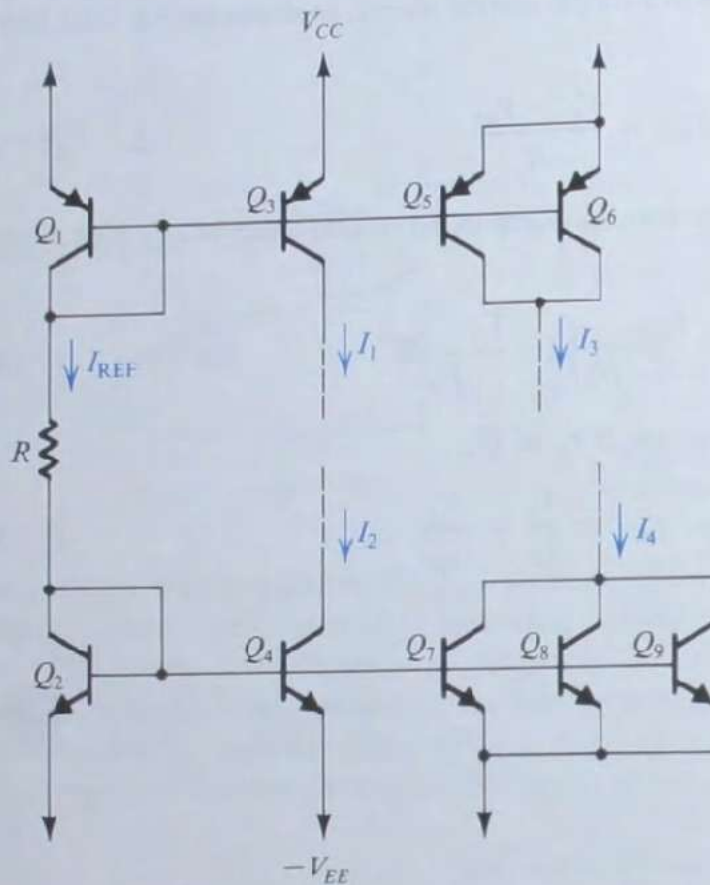 V_CC
Q_1
Q_3
Q_5
Q_6
I_REF
I_1
I_3
R
I_2
I_4
Q_2
Q_4
Q_7
Q_8
Q_9
−V_EE